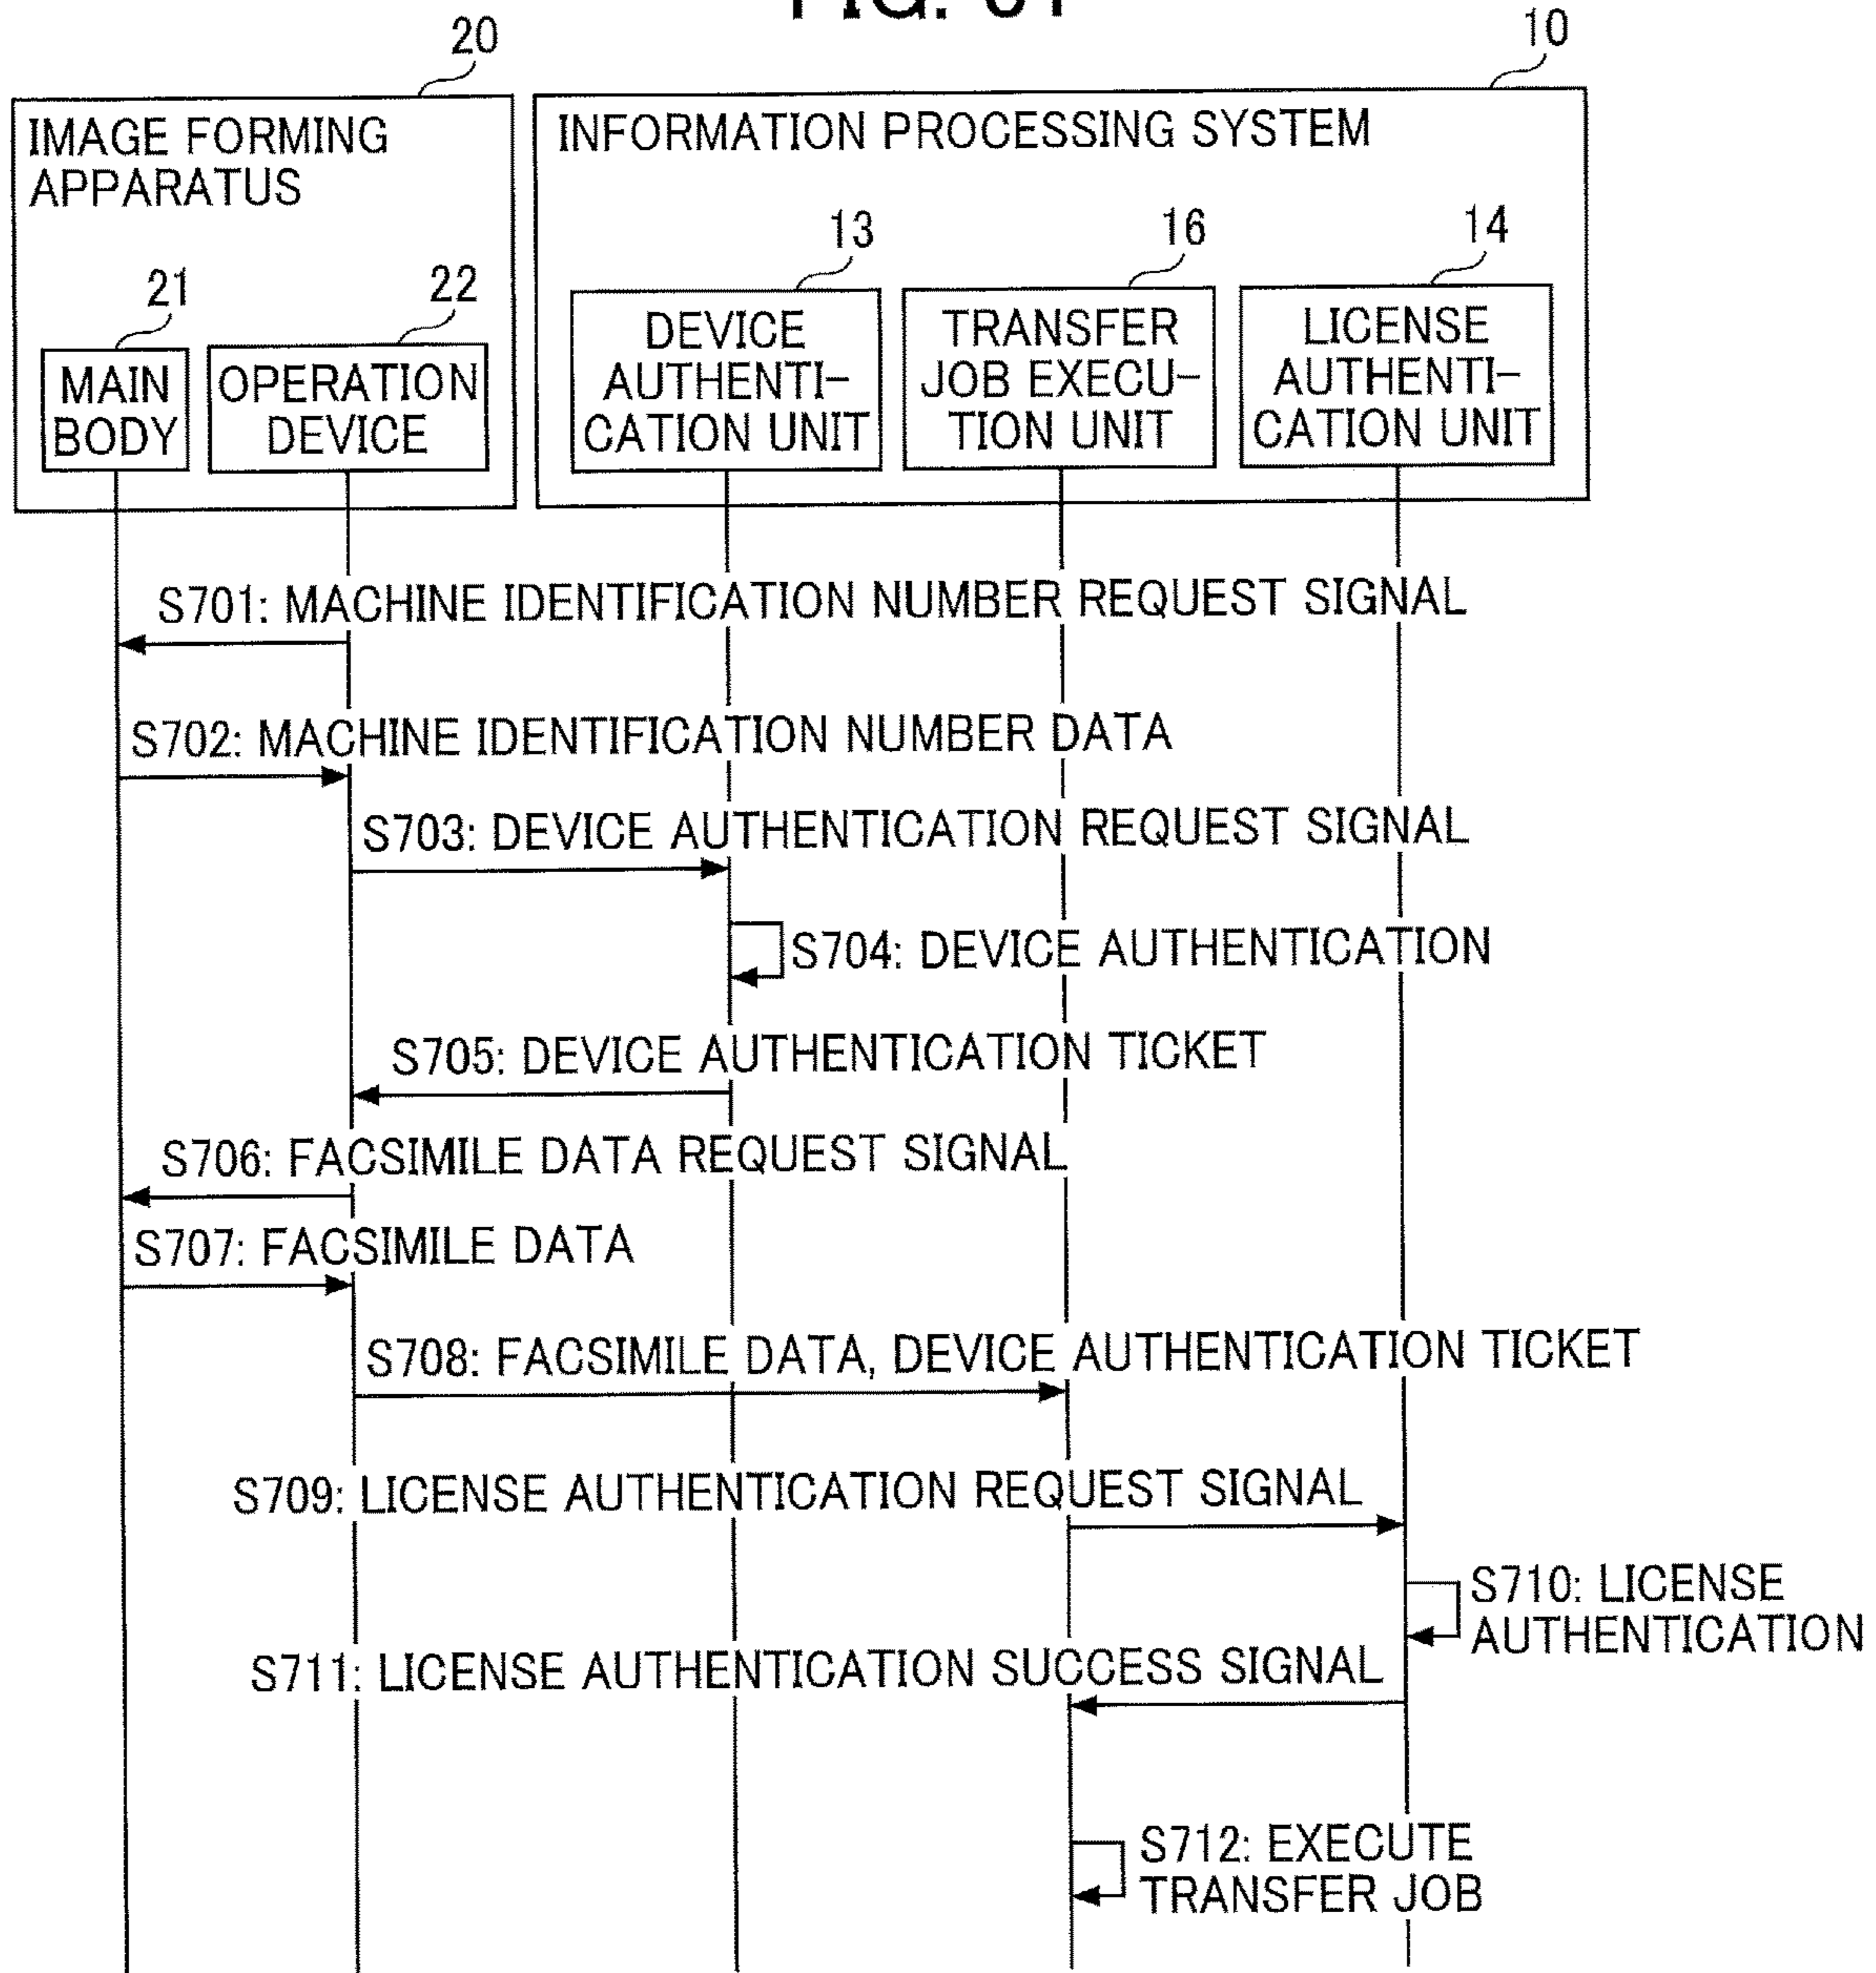 20
10
IMAGE FORMING
APPARATUS
INFORMATION PROCESSING SYSTEM
21
22
13
16
14
MAIN
BODY
OPERATION
DEVICE
DEVICE
AUTHENTI-
CATION UNIT
TRANSFER
JOB EXECU-
TION UNIT
LICENSE
AUTHENTI-
CATION UNIT
S701: MACHINE IDENTIFICATION NUMBER REQUEST SIGNAL
S702: MACHINE IDENTIFICATION NUMBER DATA
S703: DEVICE AUTHENTICATION REQUEST SIGNAL
S704: DEVICE AUTHENTICATION
S705: DEVICE AUTHENTICATION TICKET
S706: FACSIMILE DATA REQUEST SIGNAL
S707: FACSIMILE DATA
S708: FACSIMILE DATA, DEVICE AUTHENTICATION TICKET
S709: LICENSE AUTHENTICATION REQUEST SIGNAL
S710: LICENSE
AUTHENTICATION
S711: LICENSE AUTHENTICATION SUCCESS SIGNAL
S712: EXECUTE
TRANSFER JOB